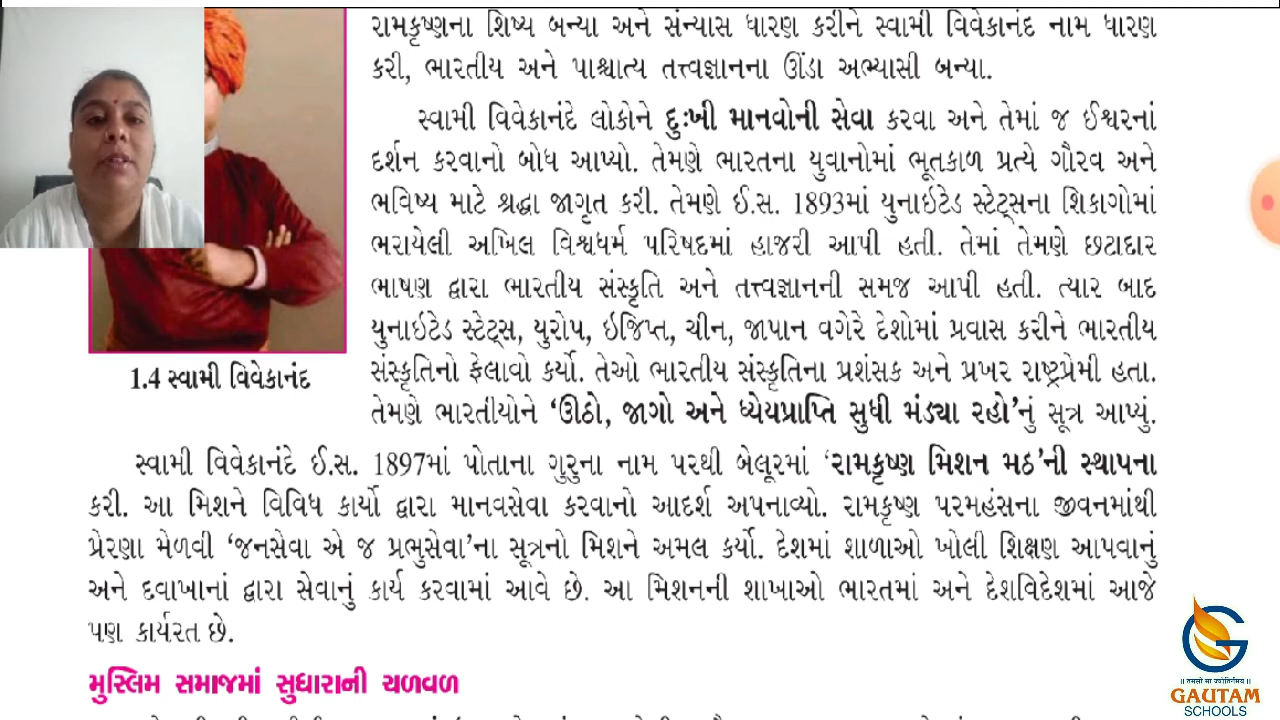 રામકૃષ્ણના શિષ્ય બન્યા અને સંન્યાસ ધારણ કરીને સ્વામી વિવેકાનંદ નામ ધારણ
કરી, ભારતીય અને પાશ્ચાત્ય તત્ત્વજ્ઞાનના ઊંડા અભ્યાસી બન્યા.
સ્વામી વિવેકાનંદે લોકોને દુઃખી માનવોની સેવા કરવા અને તેમાં જ ઈશ્વરનાં
દર્શન કરવાનો બોધ આપ્યો. તેમણે ભારતના યુવાનોમાં ભૂતકાળ પ્રત્યે ગૌરવ અને
ભવિષ્ય માટે શ્રદ્ધા જાગૃત કરી. તેમણે ઈ.સ. 1893માં યુનાઇટેડ સ્ટેટ્સના શિકાગોમાં
ભરાયેલી અખિલ વિશ્વધર્મ પરિષદમાં હાજરી આપી હતી. તેમાં તેમણે છટાદાર
ભાષણ દ્વારા ભારતીય સંસ્કૃતિ અને તત્ત્વજ્ઞાનની સમજ આપી હતી. ત્યાર બાદ
યુનાઇટેડ સ્ટેટ્સ, યુરોપ, ઇજિપ્ત, ચીન, જાપાન વગેરે દેશોમાં પ્રવાસ કરીને ભારતીય
સંસ્કૃતિનો ફેલાવો કર્યો. તેઓ ભારતીય સંસ્કૃતિના પ્રશંસક અને પ્રખર રાષ્ટ્રપ્રેમી હતા.
તેમણે ભારતીયોને ‘ઊઠો, જાગો અને ધ્યેયપ્રાપ્તિ સુધી મંડ્યા રહો’નું સૂત્ર આપ્યું.
1.4 સ્વામી વિવેકાનંદ
સ્વામી વિવેકાનંદે ઈ.સ. 1897માં પોતાના ગુરુના નામ પરથી બેલૂરમાં ‘રામકૃષ્ણ મિશન મઠ’ની સ્થાપના
કરી. આ મિશને વિવિધ કાર્યો દ્વારા માનવસેવા કરવાનો આદર્શ અપનાવ્યો. રામકૃષ્ણ પરમહંસના જીવનમાંથી
પ્રેરણા મેળવી ‘જનસેવા એ જ પ્રભુસેવા’ના સૂત્રનો મિશને અમલ કર્યો. દેશમાં શાળાઓ ખોલી શિક્ષણ આપવાનું
અને દવાખાનાં દ્વારા સેવાનું કાર્ય કરવામાં આવે છે. આ મિશનની શાખાઓ ભારતમાં અને દેશવિદેશમાં આજે
પણ કાર્યરત છે.
મુસ્લિમ સમાજમાં સુધારાની ચળવળ
॥ तमसो मा ज्योतिर्गमय ॥
GAUTAM
SCHOOLS